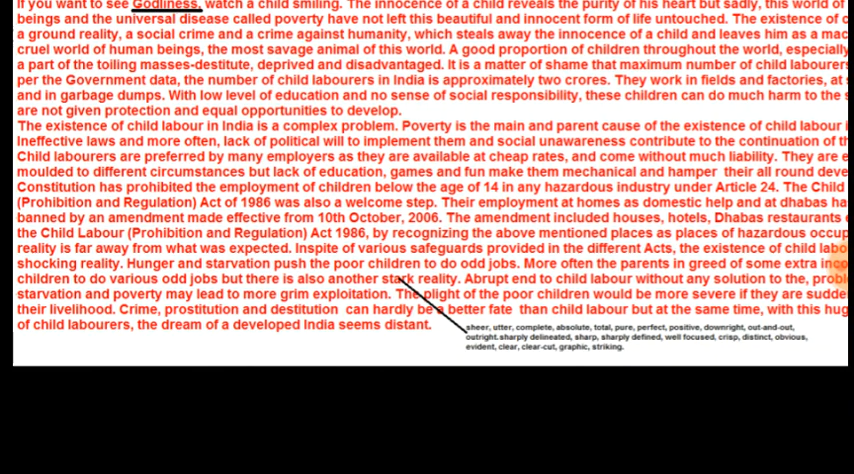 If you want to see Godliness, watch a child smiling. The innocence of a child reveals the purity of his heart but sadly, this world of
beings and the universal disease called poverty have not left this beautiful and innocent form of life untouched. The existence of
a ground reality, a social crime and a crime against humanity, which steals away the innocence of a child and leaves him as a
cruel world of human beings, the most savage animal of this world. A good proportion of children throughout the world, especially
a part of the toiling masses-destitute, deprived and disadvantaged. It is a matter of shame that maximum number of child labourers
per the Government data, the number of child labourers in India is approximately two crores. They work in fields and factories, at
and in garbage dumps. With low level of education and no sense of social responsibility, these children can do much harm to the
are not given protection and equal opportunities to develop.
The existence of child labour in India is a complex problem. Poverty is the main and parent cause of the existence of child labour
Ineffective laws and more often, lack of political will to implement them and social unawareness contribute to the continuation of
Child labourers are preferred by many employers as they are available at cheap rates, and come without much liability. They are
moulded to different circumstances but lack of education, games and fun make them mechanical and hamper their all round
Constitution has prohibited the employment of children below the age of 14 in any hazardous industry under Article 24. The Child
(Prohibition and Regulation) Act of 1986 was also a welcome step. Their employment at homes as domestic help and at dhabas
banned by an amendment made effective from 10th October, 2006. The amendment included houses, hotels, Dhabas restaurants
the Child Labour (Prohibition and Regulation) Act 1986, by recognizing the above mentioned places as places of hazardous
reality is far away from what was expected. Inspite of various safeguards provided in the different Acts, the existence of child
shocking reality. Hunger and starvation push the poor children to do odd jobs. More often the parents in greed of some extra
children to do various odd jobs but there is also another stark reality. Abrupt end to child labour without any solution to the,
starvation and poverty may lead to more grim exploitation. The plight of the poor children would be more severe if they are
their livelihood. Crime, prostitution and destitution can hardly be a better fate than child labour but at the same time, with this
of child labourers, the dream of a developed India seems distant.
sheer, utter, complete, absolute, total, pure, perfect, positive, downright, out-and-out,
outright.sharply delineated, sharp, sharply defined, well focused, crisp, distinct, obvious,
evident, clear, clear-cut, graphic, striking.